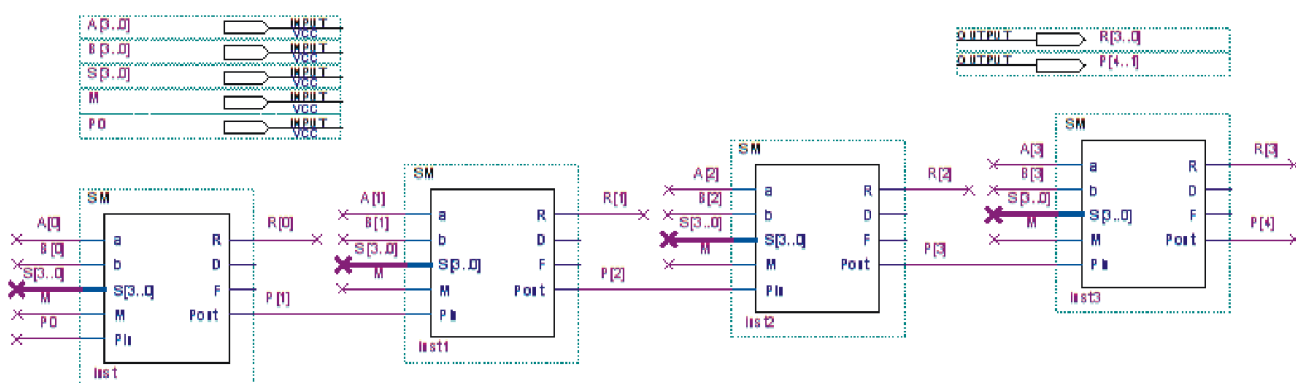 A[3..0] INPUT VCC
B[3..0] INPUT VCC
S[3..0] INPUT VCC
M INPUT VCC
P0 INPUT VCC
OUTPUT R[3..0]
OUTPUT P[4..1]
SM
A[0] a R R[0]
B[0] b D
S[3..0] S[3..0] F
M M Pout P[1]
P0 Pin
inst
SM
A[1] a R R[1]
B[1] b D
S[3..0] S[3..0] F
M M Pout P[2]
Pin
inst1
SM
A[2] a R R[2]
B[2] b D
S[3..0] S[3..0] F
M M Pout P[3]
Pin
inst2
SM
A[3] a R R[3]
B[3] b D
S[3..0] S[3..0] F
M M Pout P[4]
Pin
inst3